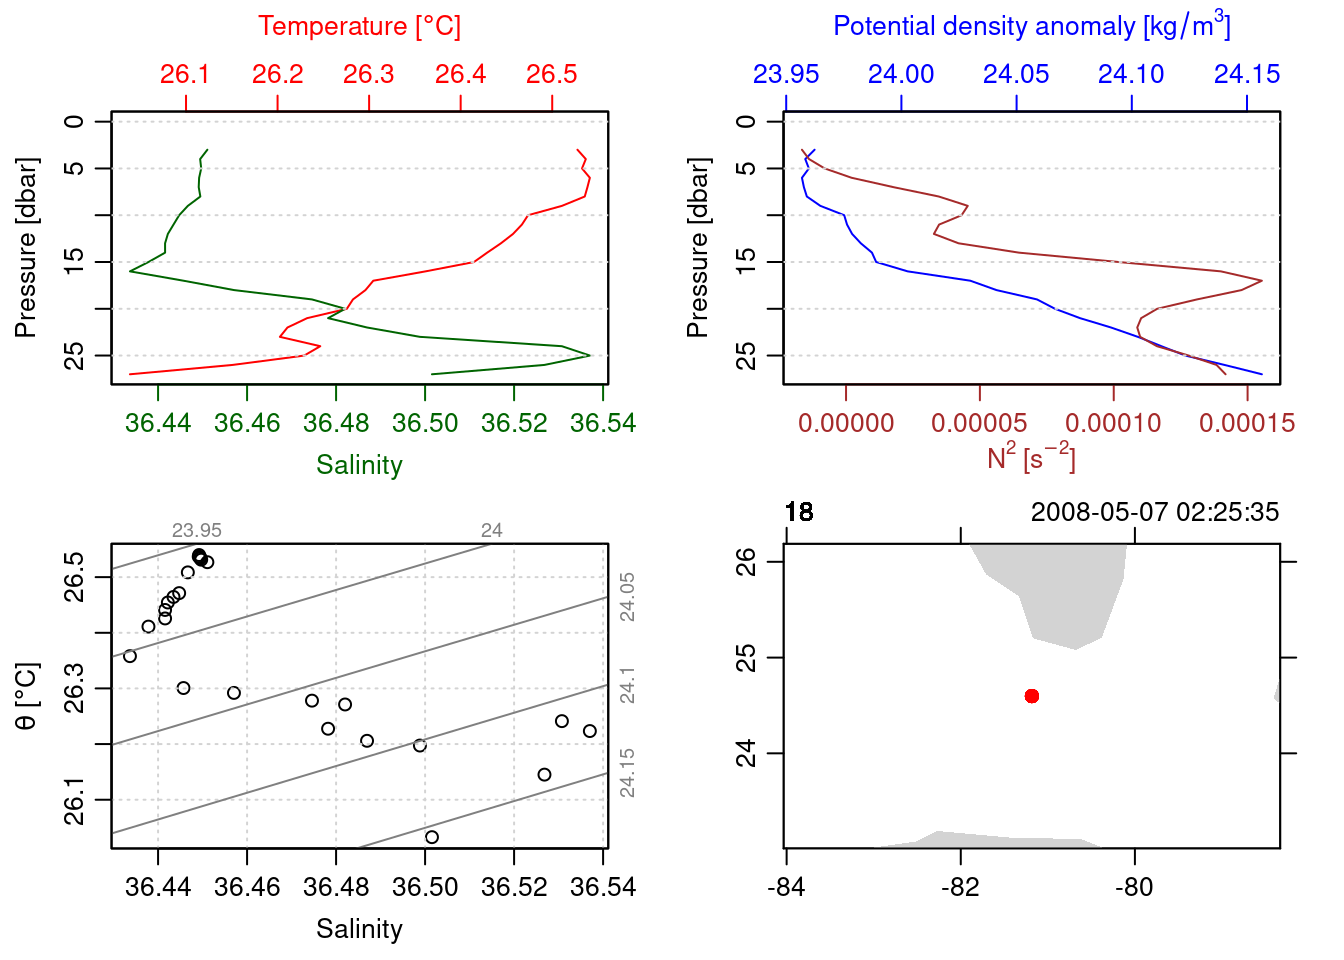 Temperature [°C]
26.1 26.2 26.3 26.4 26.5
0
5
15
25
Pressure [dbar]
36.44 36.46 36.48 36.50 36.52 36.54
Salinity
Potential density anomaly [kg/m³]
23.95 24.00 24.05 24.10 24.15
0
5
15
25
Pressure [dbar]
0.00000 0.00005 0.00010 0.00015
N² [s⁻²]
23.95 24
24.05
24.1
24.15
26.5
26.3
26.1
θ [°C]
36.44 36.46 36.48 36.50 36.52 36.54
Salinity
18 2008-05-07 02:25:35
26
25
24
-84 -82 -80